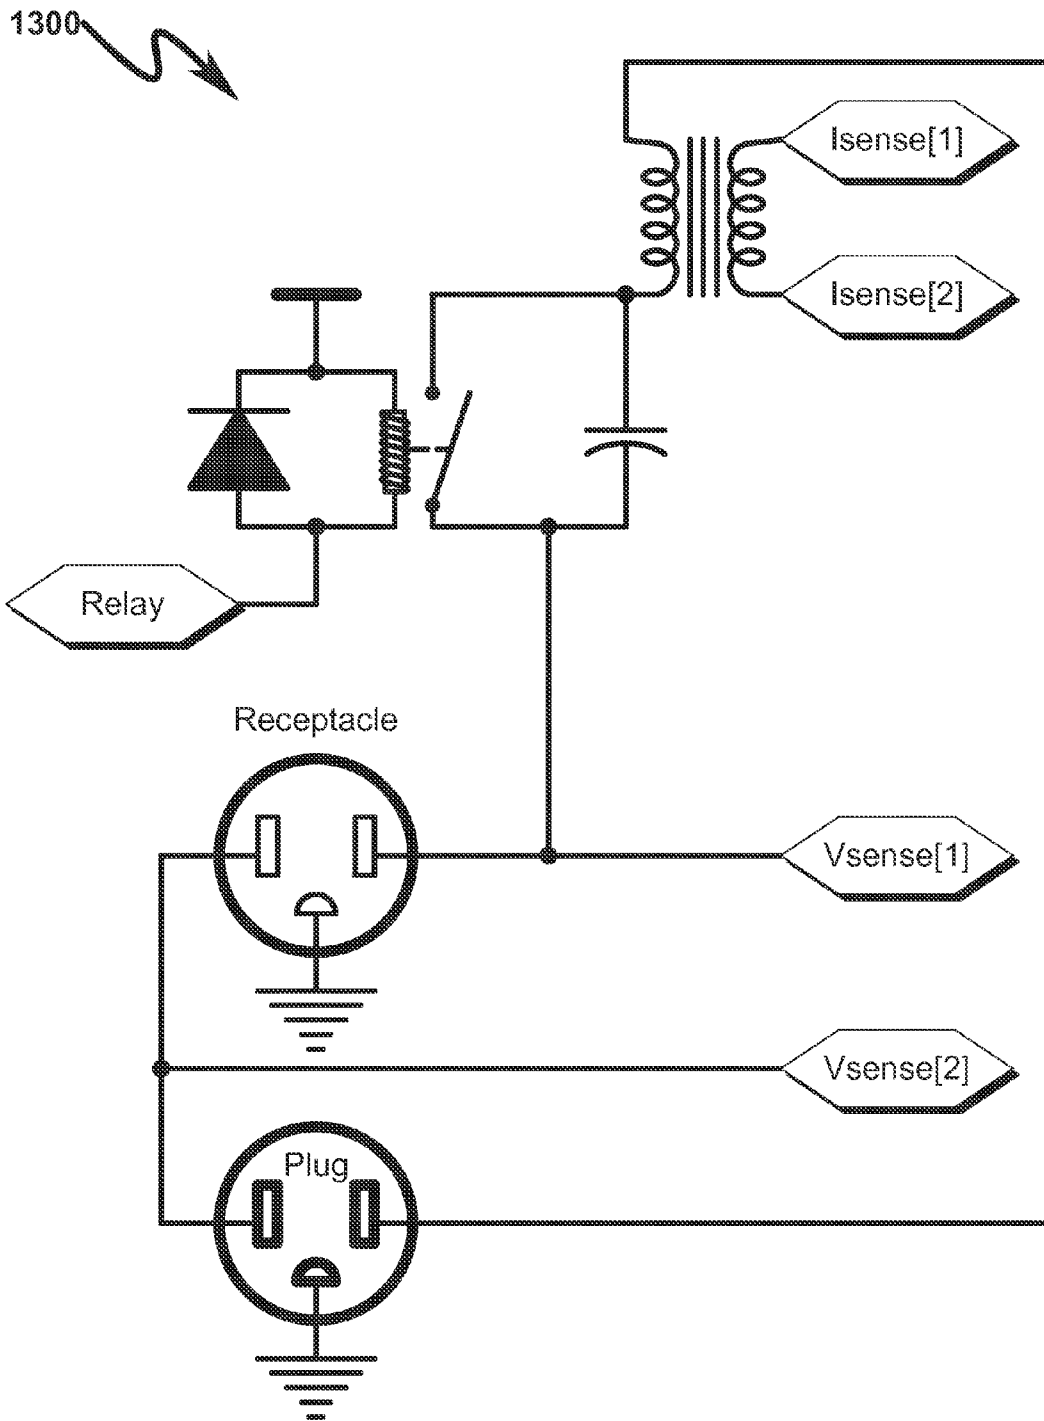 1300
Isense[1]
Isense[2]
Relay
Receptacle
Vsense[1]
Vsense[2]
Plug